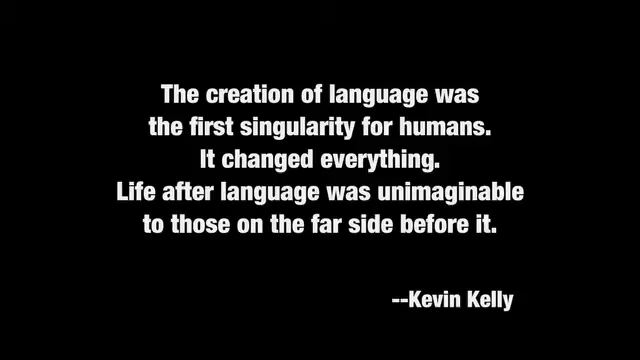 The creation of language was
the first singularity for humans.
It changed everything.
Life after language was unimaginable
to those on the far side before it.
--Kevin Kelly